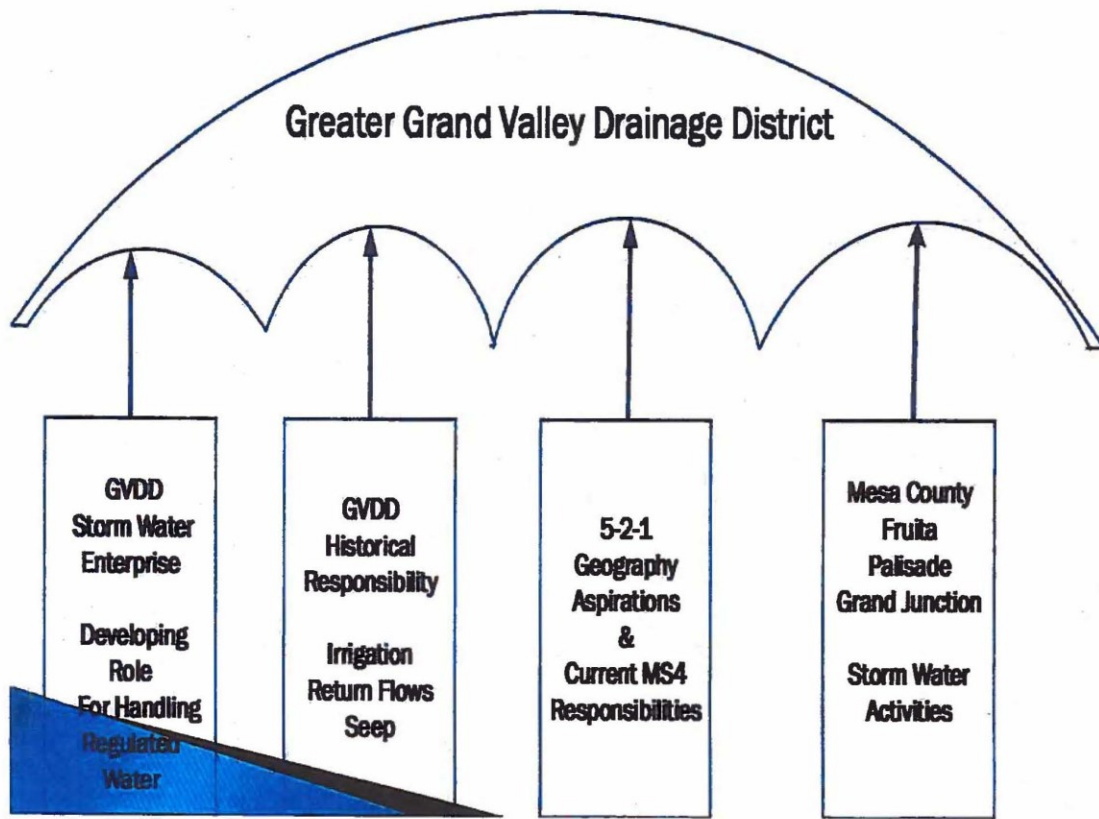 Greater Grand Valley Drainage District
GVDD
Storm Water
Enterprise
Developing
Role
For Handling
Regulated
Water
GVDD
Historical
Responsibility
Irrigation
Return Flows
Seep
5-2-1
Geography
Aspirations
&
Current MS4
Responsibilities
Mesa County
Fruita
Palisade
Grand Junction
Storm Water
Activities